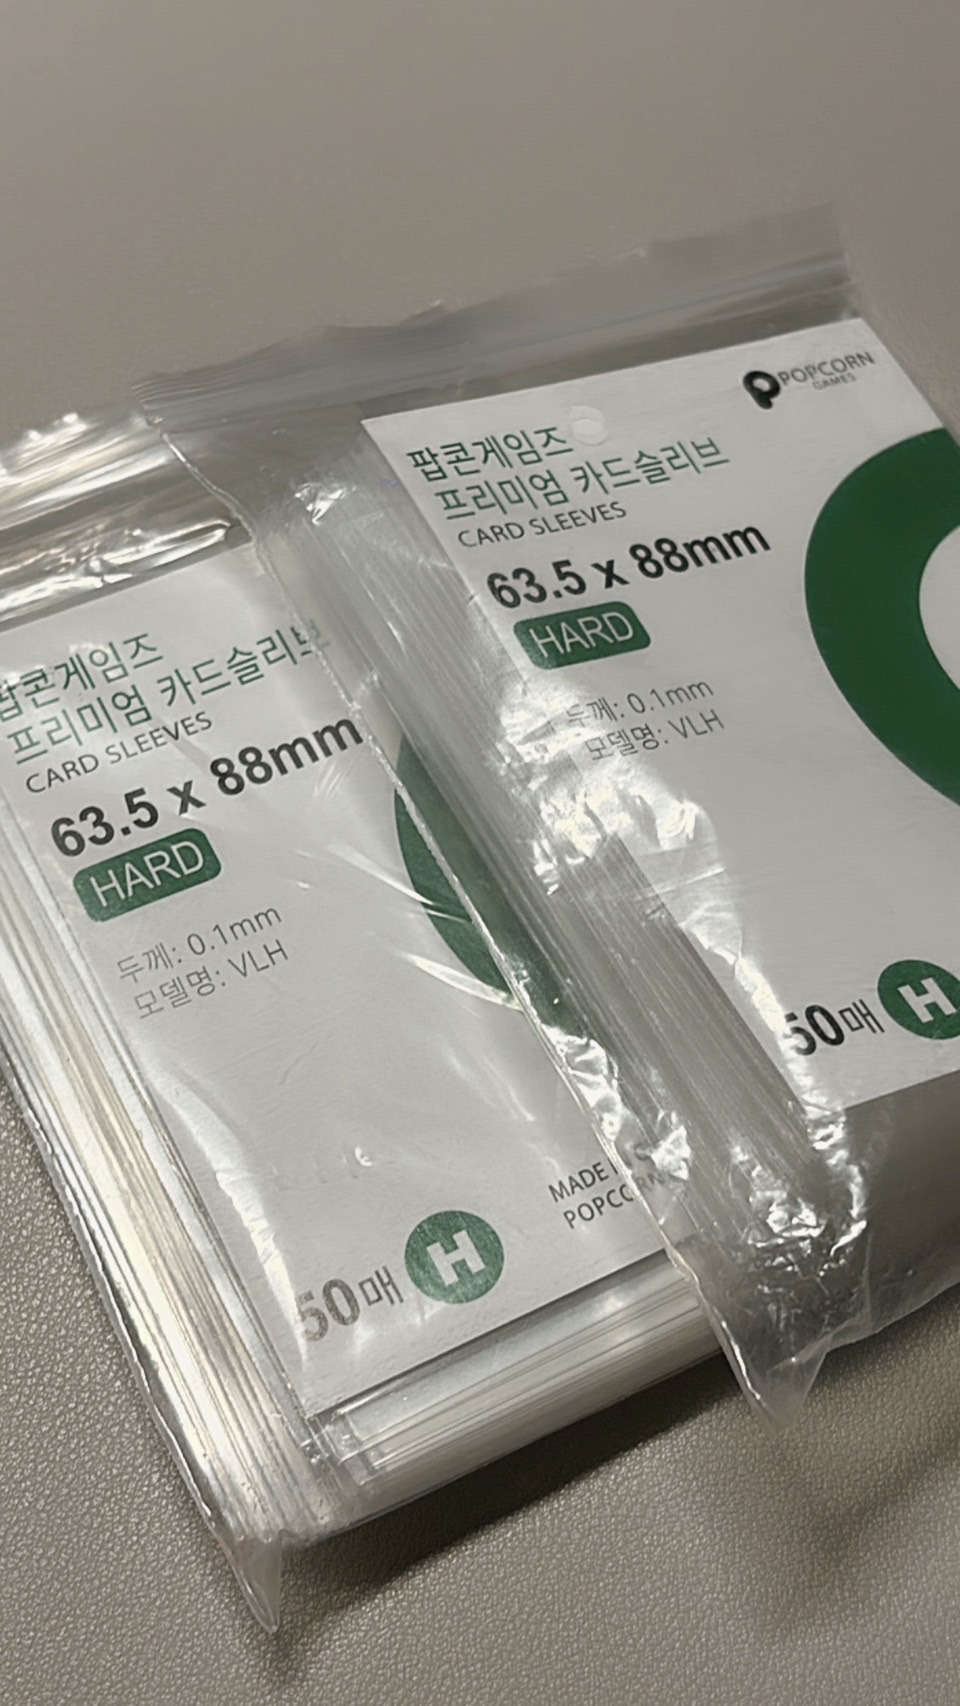 POPCORN
GAMES
팝콘게임즈
프리미엄 카드슬리브
CARD SLEEVES
63.5 x 88mm
HARD
두께: 0.1mm
모델명: VLH
50매
H
팝콘게임즈
프리미엄 카드슬리브
CARD SLEEVES
63.5 x 88mm
HARD
두께: 0.1mm
모델명: VLH
50매
H
MADE
POPCORN